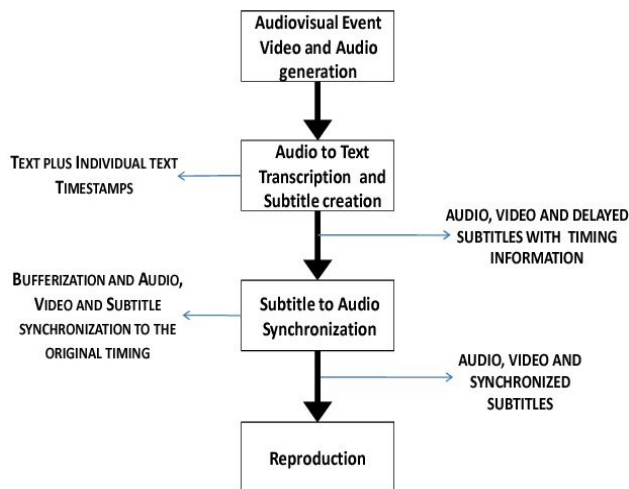 Audiovisual Event
Video and Audio
generation
Audio to Text
Transcription and
Subtitle creation
TEXT PLUS INDIVIDUAL TEXT
TIMESTAMPS
AUDIO, VIDEO AND DELAYED
SUBTITLES WITH TIMING
INFORMATION
BUFFERIZATION AND AUDIO,
VIDEO AND SUBTITLE
SYNCHRONIZATION TO THE
ORIGINAL TIMING
Subtitle to Audio
Synchronization
AUDIO, VIDEO AND
SYNCHRONIZED
SUBTITLES
Reproduction